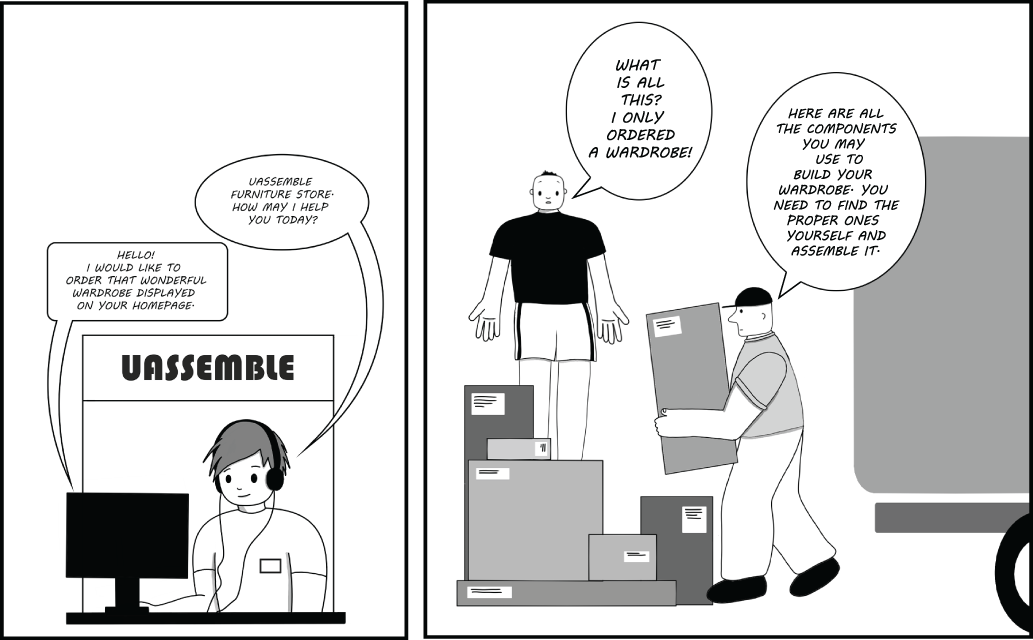 UASSEMBLE
FURNITURE STORE.
HOW MAY I HELP
YOU TODAY?
HELLO!
I WOULD LIKE TO
ORDER THAT WONDERFUL
WARDROBE DISPLAYED
ON YOUR HOMEPAGE.
UASSEMBLE
WHAT
IS ALL
THIS?
I ONLY
ORDERED
A WARDROBE!
HERE ARE ALL
THE COMPONENTS
YOU MAY
USE TO
BUILD YOUR
WARDROBE. YOU
NEED TO FIND THE
PROPER ONES
YOURSELF AND
ASSEMBLE IT.